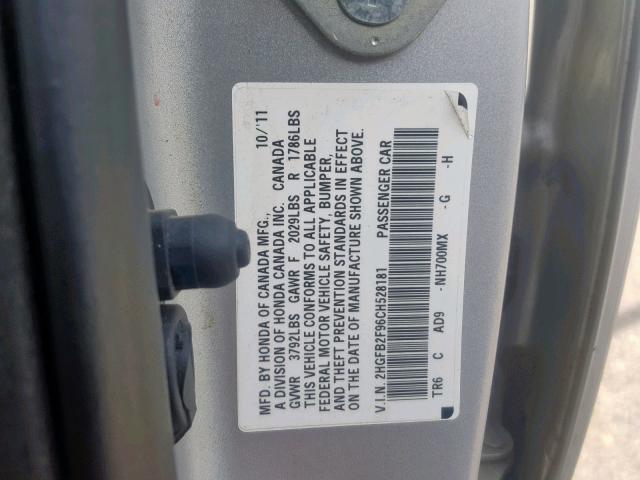 MFD. BY HONDA OF CANADA MFG., 10/'11
A DIVISION OF HONDA CANADA INC. CANADA
GVWR 3792LBS GAWR F 2029LBS R 1786LBS
THIS VEHICLE CONFORMS TO ALL APPLICABLE
FEDERAL MOTOR VEHICLE SAFETY, BUMPER,
AND THEFT PREVENTION STANDARDS IN EFFECT
ON THE DATE OF MANUFACTURE SHOWN ABOVE.
V.I.N. 2HGFB2F96CH528181 PASSENGER CAR
TR6 C AD9 -NH700MX -G -H